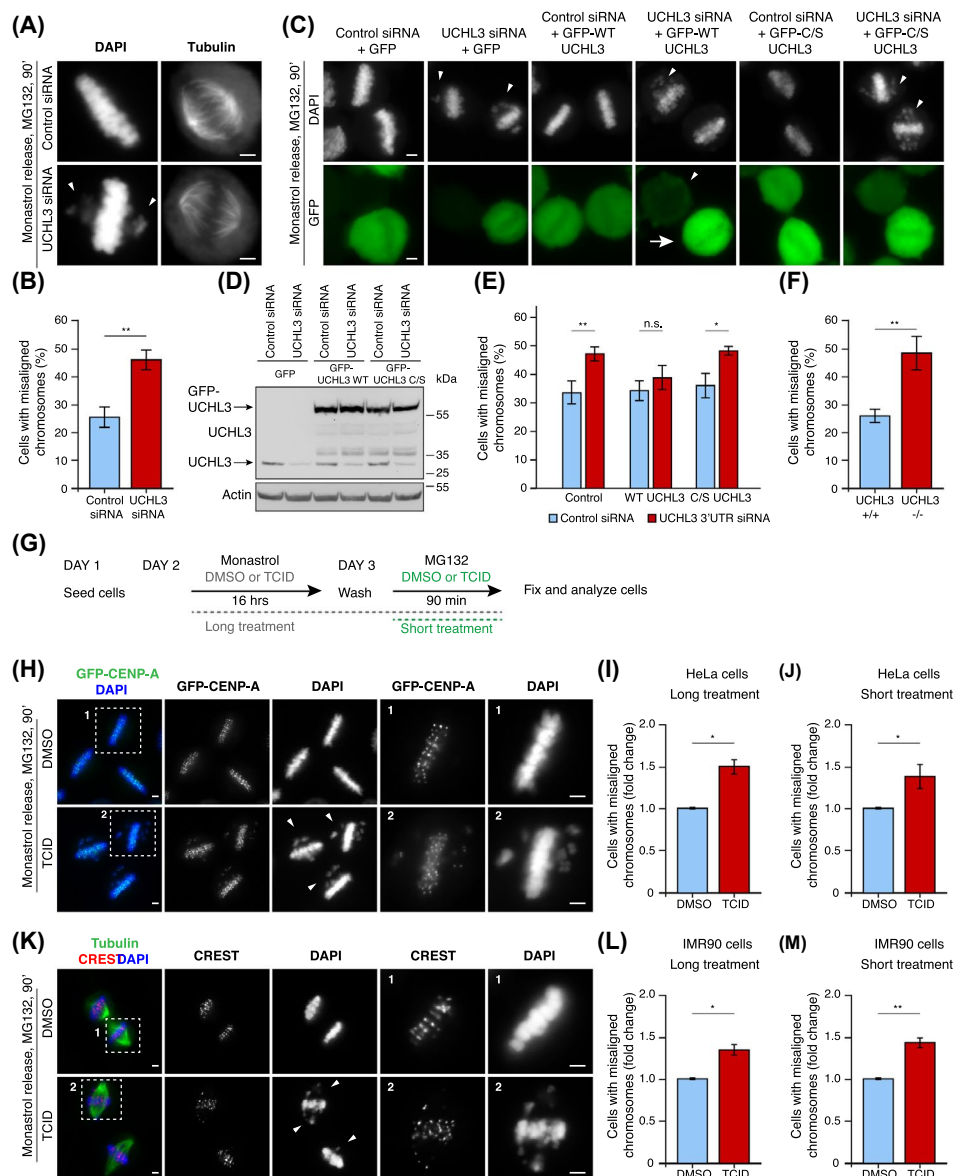 (A)
DAPI
Tubulin
Monastrol release, MG132, 90'
Control siRNA
UCHL3 siRNA
(C)
Control siRNA
+ GFP
UCHL3 siRNA
+ GFP
Control siRNA
+ GFP-WT
UCHL3
UCHL3 siRNA
+ GFP-WT
UCHL3
Control siRNA
+ GFP-C/S
UCHL3
UCHL3 siRNA
+ GFP-C/S
UCHL3
Monastrol release, MG132, 90'
DAPI
GFP
(B)
Cells with misaligned
chromosomes (%)
60
50
40
30
20
10
0
**
Control
siRNA
UCHL3
siRNA
(D)
Control siRNA
UCHL3 siRNA
Control siRNA
UCHL3 siRNA
Control siRNA
UCHL3 siRNA
GFP
GFP-
UCHL3 WT
GFP-
UCHL3 C/S
kDa
GFP-
UCHL3
UCHL3
UCHL3
Actin
55
35
25
55
(E)
Cells with misaligned
chromosomes (%)
60
50
40
30
20
10
0
**
n.s.
*
Control
WT UCHL3
C/S UCHL3
Control siRNA
UCHL3 3'UTR siRNA
(F)
Cells with misaligned
chromosomes (%)
60
50
40
30
20
10
0
**
UCHL3
+/+
UCHL3
-/-
(G)
DAY 1
Seed cells
DAY 2
Monastrol
DMSO or TCID
16 hrs
Long treatment
DAY 3
Wash
MG132
DMSO or TCID
90 min
Short treatment
Fix and analyze cells
(H)
GFP-CENP-A
DAPI
GFP-CENP-A
DAPI
GFP-CENP-A
DAPI
Monastrol release, MG132, 90'
DMSO
TCID
1
1
1
2
2
2
(I)
HeLa cells
Long treatment
Cells with misaligned
chromosomes (fold change)
2.0
1.5
1.0
0.5
0
*
DMSO
TCID
(J)
HeLa cells
Short treatment
Cells with misaligned
chromosomes (fold change)
2.0
1.5
1.0
0.5
0
*
DMSO
TCID
(K)
Tubulin
CREST DAPI
CREST
DAPI
CREST
DAPI
Monastrol release, MG132, 90'
DMSO
TCID
1
1
1
2
2
2
(L)
IMR90 cells
Long treatment
Cells with misaligned
chromosomes (fold change)
2.0
1.5
1.0
0.5
0
*
DMSO
TCID
(M)
IMR90 cells
Short treatment
Cells with misaligned
chromosomes (fold change)
2.0
1.5
1.0
0.5
0
**
DMSO
TCID